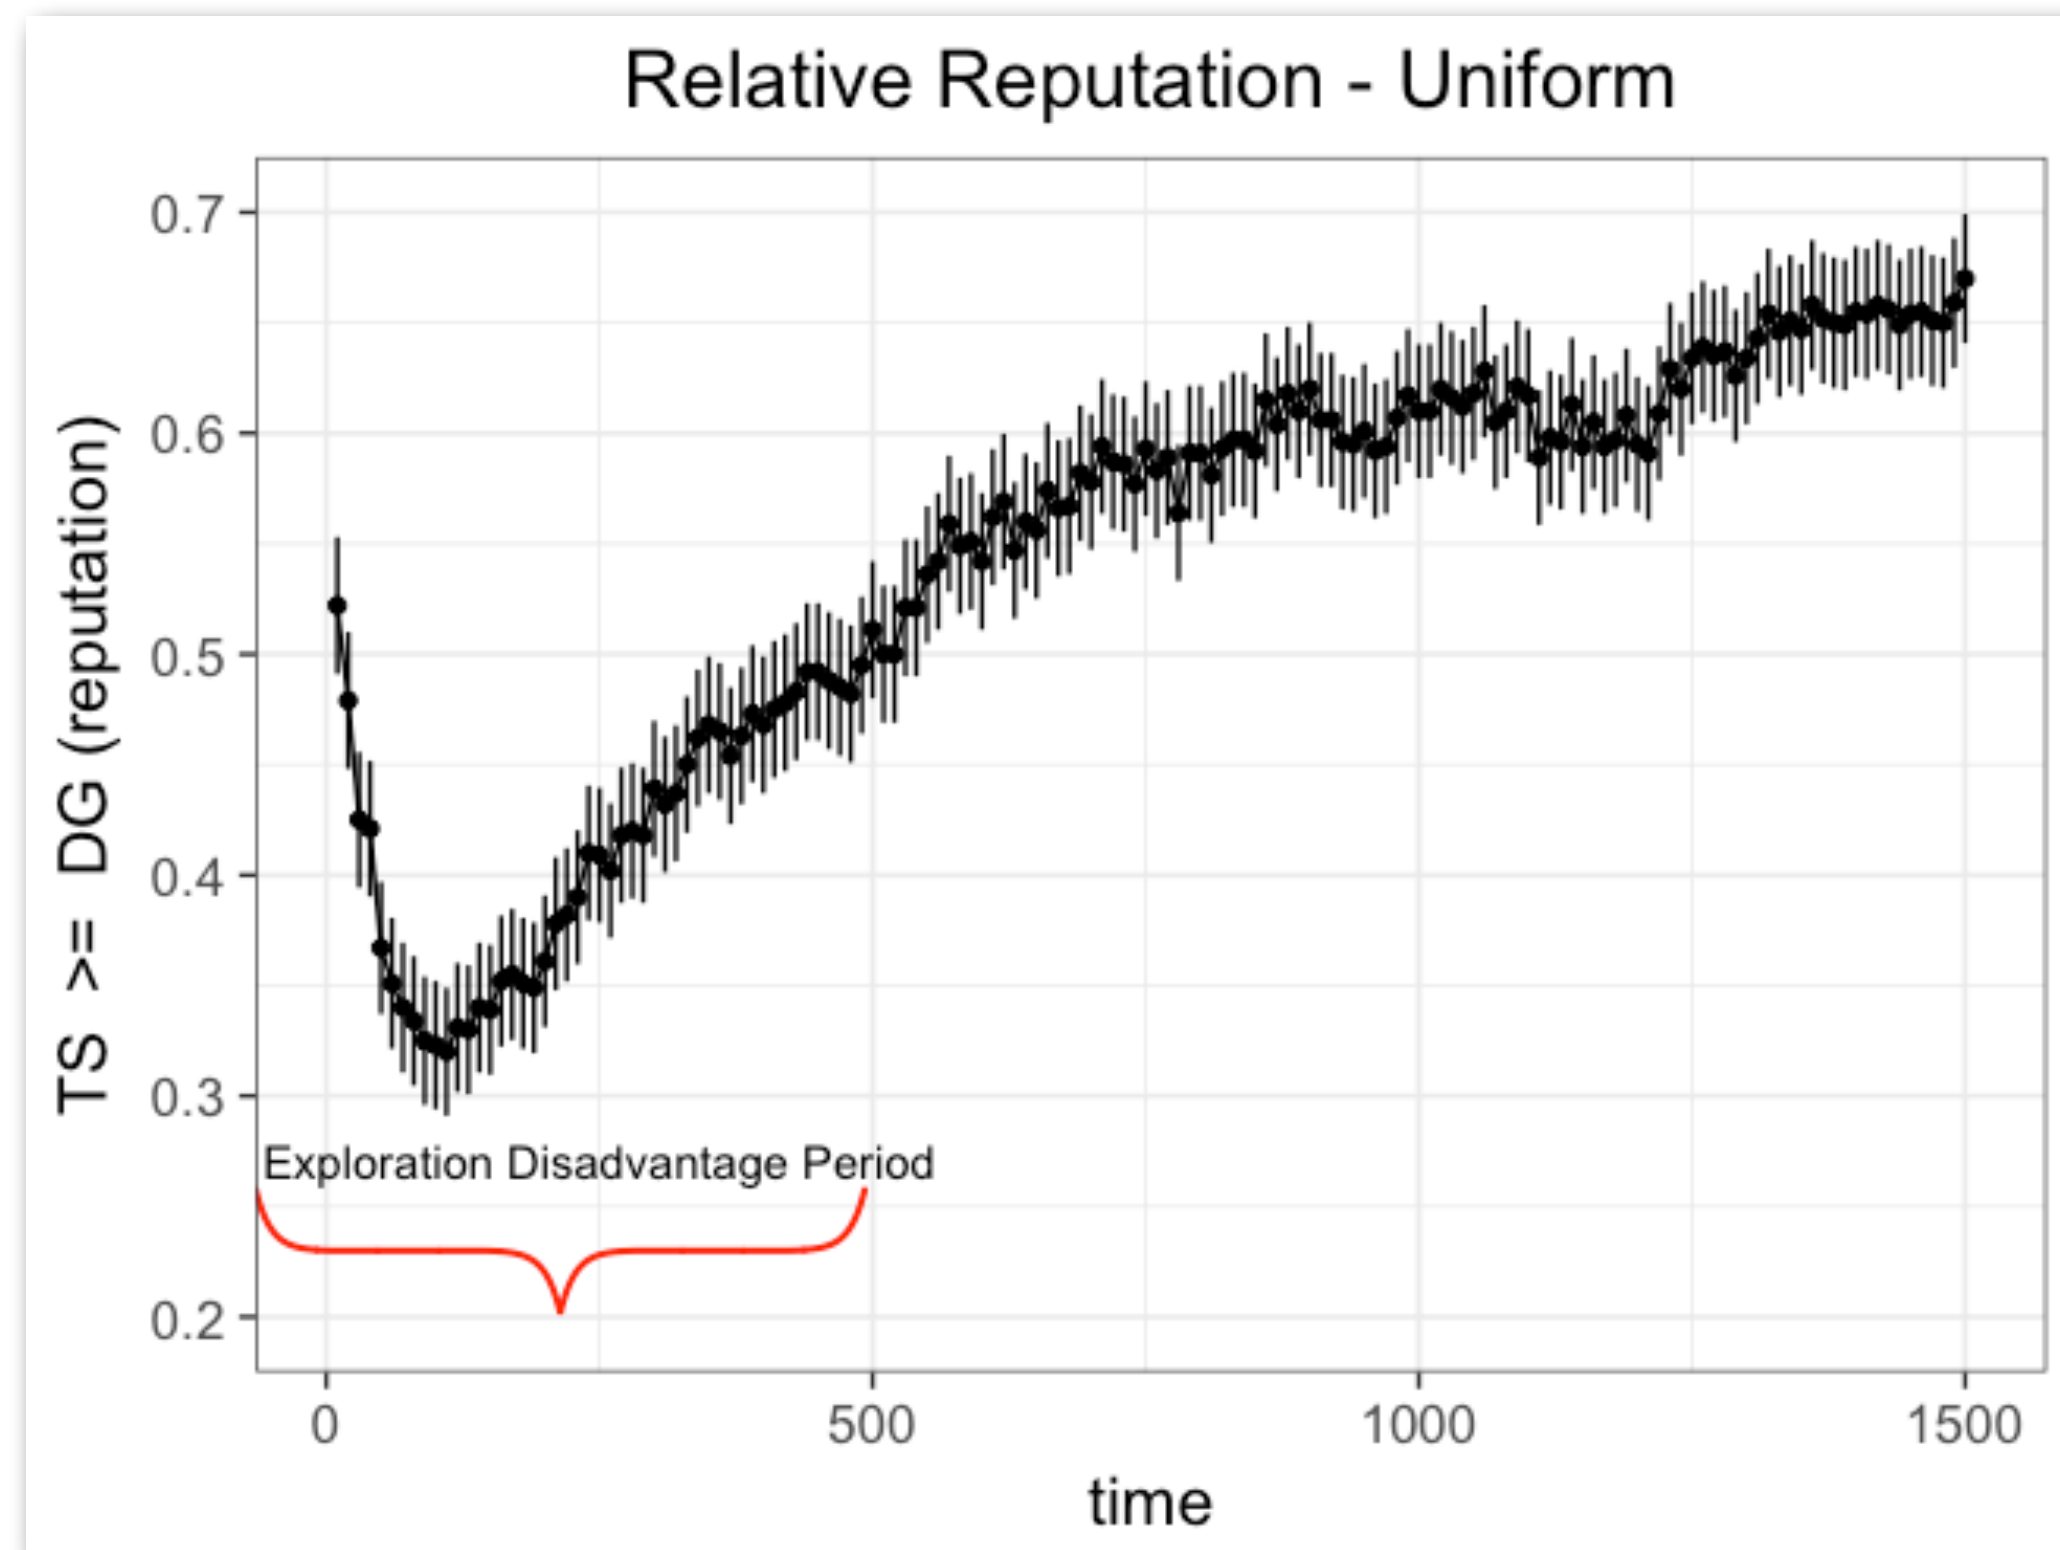 Relative Reputation - Uniform
TS >= DG (reputation)
0.7
0.6
0.5
0.4
0.3
0.2
Exploration Disadvantage Period
0
500
1000
1500
time